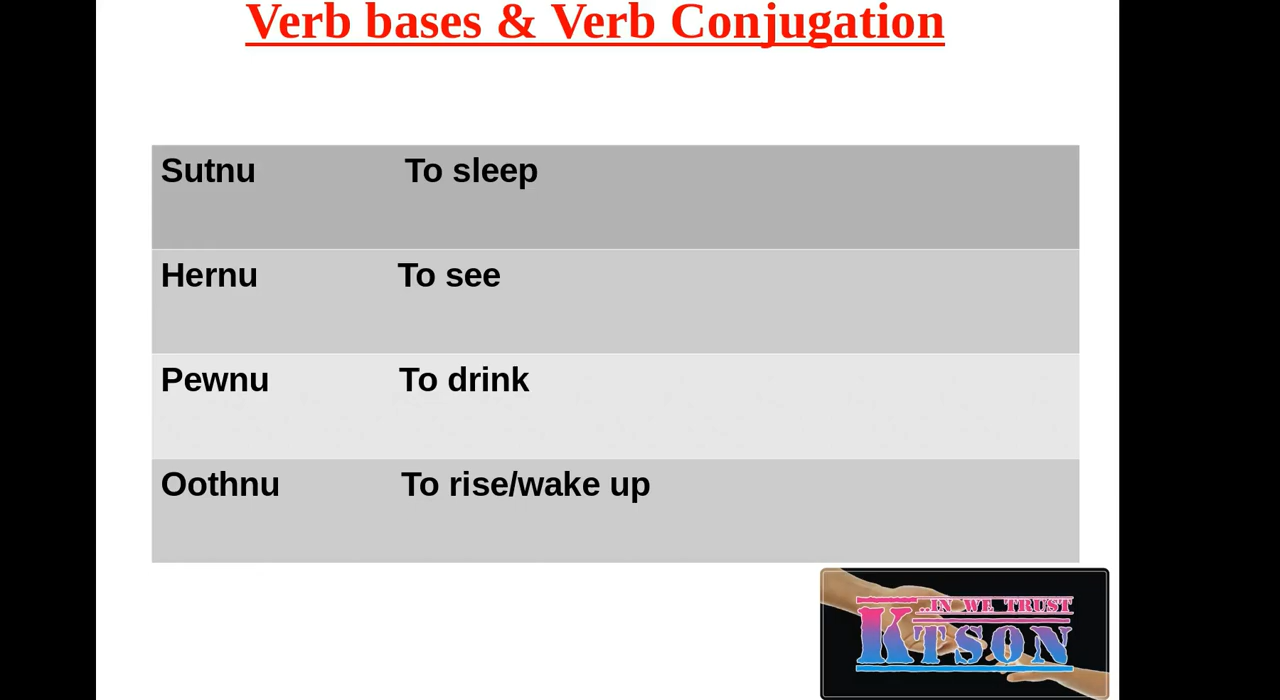 Verb bases & Verb Conjugation
Sutnu To sleep
Hernu To see
Pewnu To drink
Oothnu To rise/wake up
..IN WE TRUST
KTSON